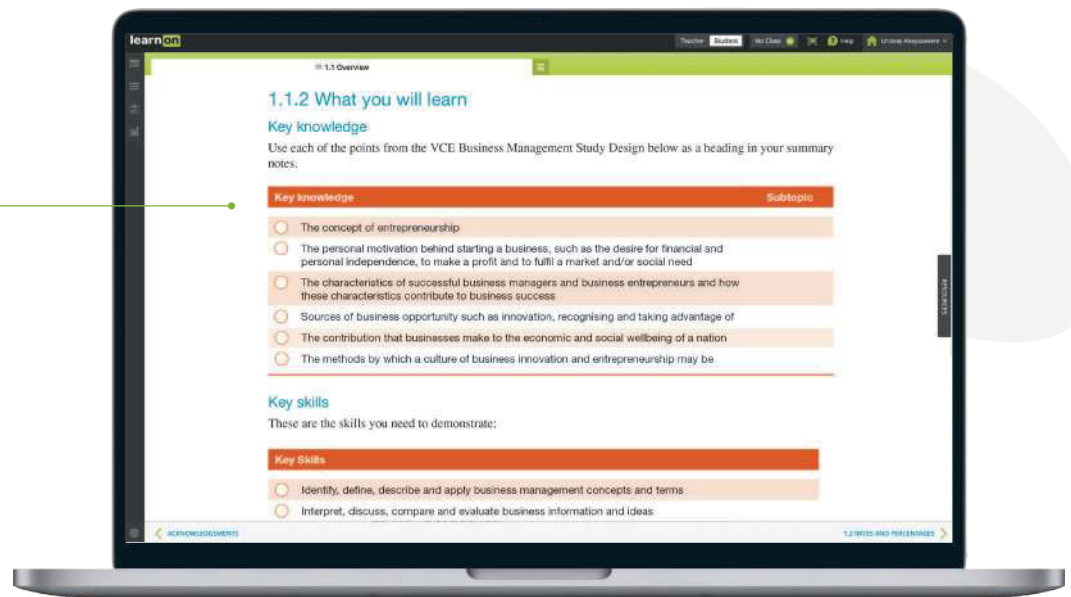 learnon
Teacher Student No Class Help
1.1 Overview
1.1.2 What you will learn
Key knowledge
Use each of the points from the VCE Business Management Study Design below as a heading in your summary
notes.
Key knowledge Subtopic
The concept of entrepreneurship
The personal motivation behind starting a business, such as the desire for financial and
personal independence, to make a profit and to fulfil a market and/or social need
The characteristics of successful business managers and business entrepreneurs and how
these characteristics contribute to business success
Sources of business opportunity such as innovation, recognising and taking advantage of
The contribution that businesses make to the economic and social wellbeing of a nation
The methods by which a culture of business innovation and entrepreneurship may be
RESOURCES
Key skills
These are the skills you need to demonstrate:
Key Skills
Identify, define, describe and apply business management concepts and terms
Interpret, discuss, compare and evaluate business information and ideas
ACKNOWLEDGEMENTS
1.2 RATES AND PERCENTAGES